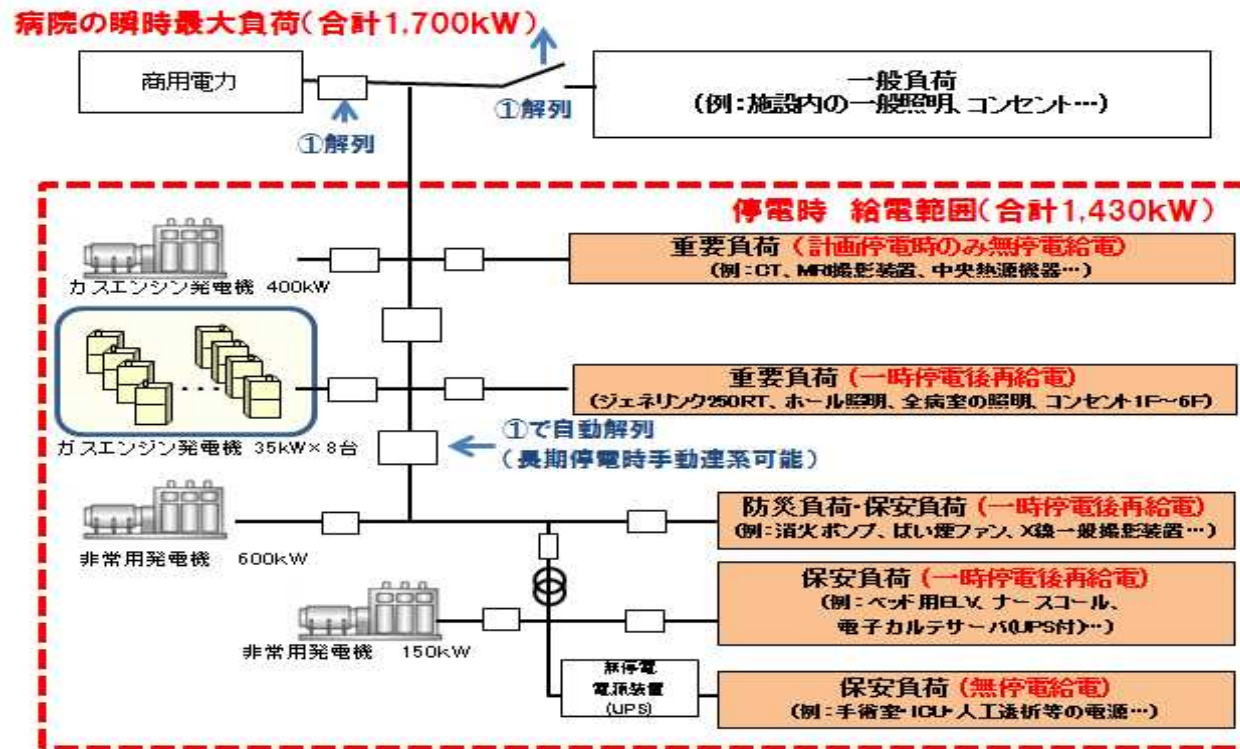 病院の瞬時最大負荷(合計1,700kW)
商用電力
①解列
①解列
一般負荷
(例:施設内の一般照明、コンセント…)
停電時 給電範囲(合計1,430kW)
ガスエンジン発電機 400kW
重要負荷(計画停電時のみ無停電給電)
(例:CT、MRI撮影装置、中央熱源機器…)
ガスエンジン発電機 35kW×8台
重要負荷(一時停電後再給電)
(ジェネリンク250RT、ホール照明、全病室の照明、コンセント1F~6F)
①で自動解列
(長期停電時手動連系可能)
非常用発電機 600kW
防災負荷・保安負荷(一時停電後再給電)
(例:消火ポンプ、ばい煙ファン、X線一般撮影装置…)
非常用発電機 150kW
保安負荷(一時停電後再給電)
(例:ベッド用ELV、ナースコール、
電子カルテサーバ(UPS付)…)
無停電
電源装置
(UPS)
保安負荷(無停電給電)
(例:手術室・ICU・人工透析等の電源…)